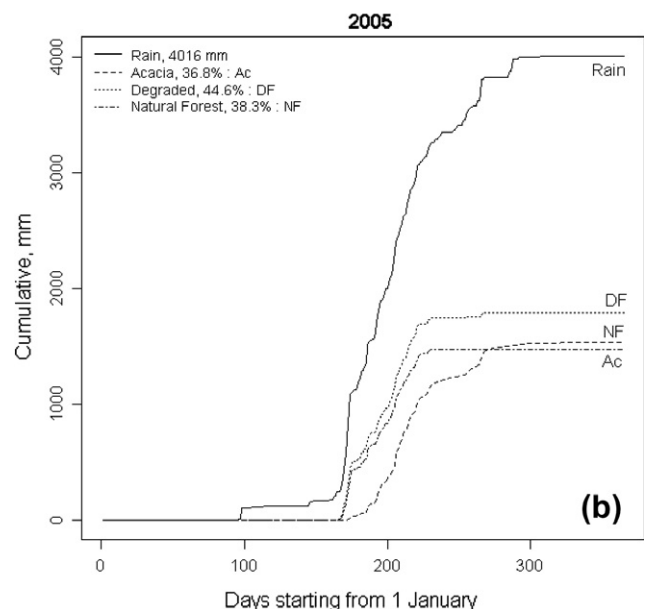 2005
Rain, 4016 mm
Acacia, 36.8% : Ac
Degraded, 44.6% : DF
Natural Forest, 38.3% : NF
Rain
DF
NF
Ac
(b)
Cumulative, mm
0
1000
2000
3000
4000
0
100
200
300
Days starting from 1 January